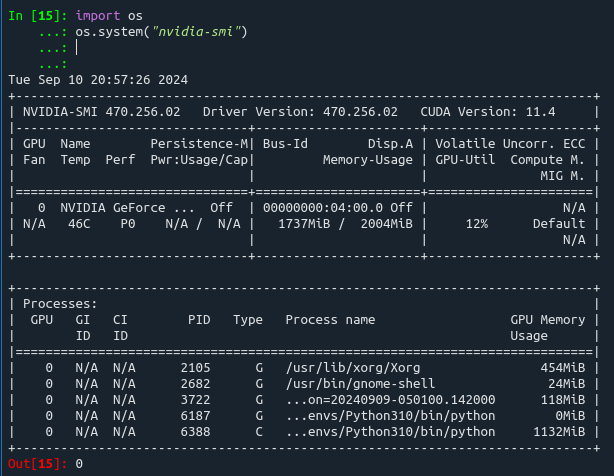 In [15]: import os
    ...: os.system("nvidia-smi")
    ...:
    ...:
Tue Sep 10 20:57:26 2024
+-----------------------------------------------------------------------------+
| NVIDIA-SMI 470.256.02   Driver Version: 470.256.02   CUDA Version: 11.4     |
|-------------------------------+----------------------+----------------------+
| GPU  Name        Persistence-M| Bus-Id        Disp.A | Volatile Uncorr. ECC |
| Fan  Temp  Perf  Pwr:Usage/Cap|         Memory-Usage | GPU-Util  Compute M. |
|                               |                      |               MIG M. |
|===============================+======================+======================|
|   0  NVIDIA GeForce ...  Off  | 00000000:04:00.0 Off |                  N/A |
| N/A   46C    P0    N/A /  N/A |   1737MiB /  2004MiB |     12%      Default |
|                               |                      |                  N/A |
+-------------------------------+----------------------+----------------------+

+-----------------------------------------------------------------------------+
| Processes:                                                                  |
|  GPU   GI   CI        PID   Type   Process name                  GPU Memory |
|        ID   ID                                                   Usage      |
|=============================================================================|
|    0   N/A  N/A      2105      G   /usr/lib/xorg/Xorg                454MiB |
|    0   N/A  N/A      2682      G   /usr/bin/gnome-shell               24MiB |
|    0   N/A  N/A      3722      G   ...on=20240909-050100.142000      118MiB |
|    0   N/A  N/A      6187      G   ...envs/Python310/bin/python        0MiB |
|    0   N/A  N/A      6388      C   ...envs/Python310/bin/python     1132MiB |
+-----------------------------------------------------------------------------+
Out[15]: 0